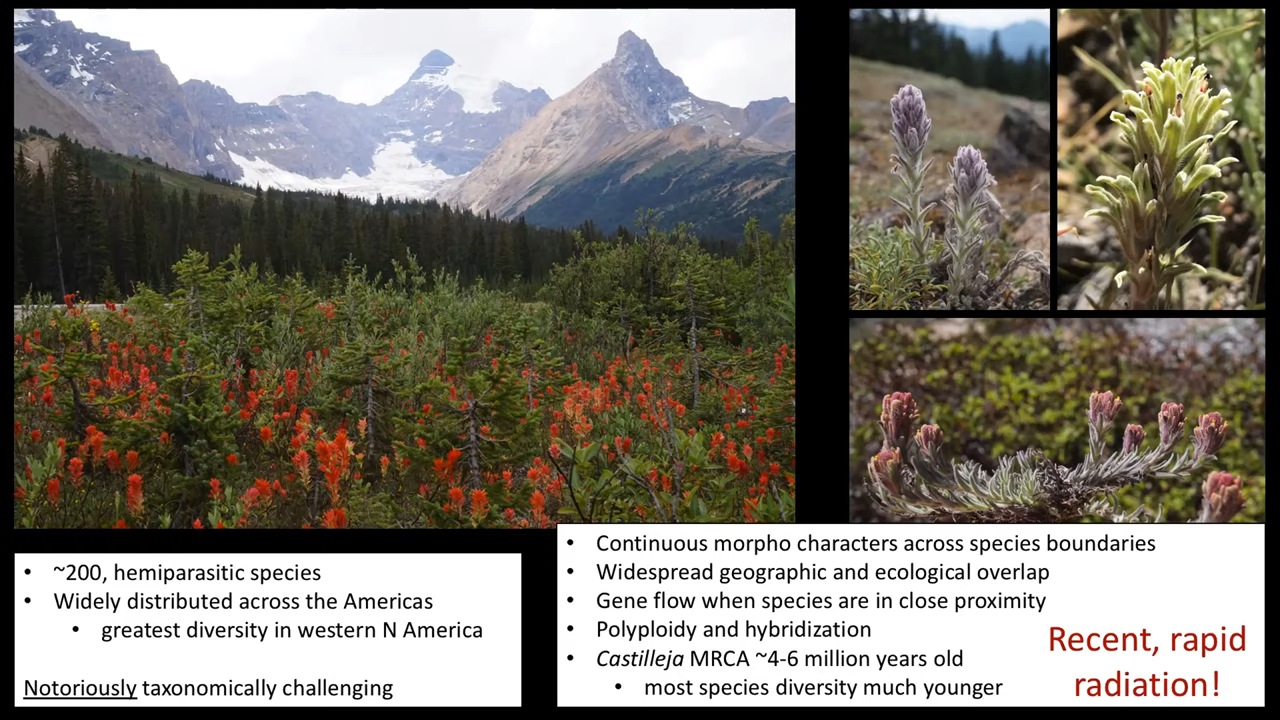 • ~200, hemiparasitic species
• Widely distributed across the Americas
• greatest diversity in western N America
Notoriously taxonomically challenging
• Continuous morpho characters across species boundaries
• Widespread geographic and ecological overlap
• Gene flow when species are in close proximity
• Polyploidy and hybridization
• Castilleja MRCA ~4-6 million years old
• most species diversity much younger
Recent, rapid
radiation!